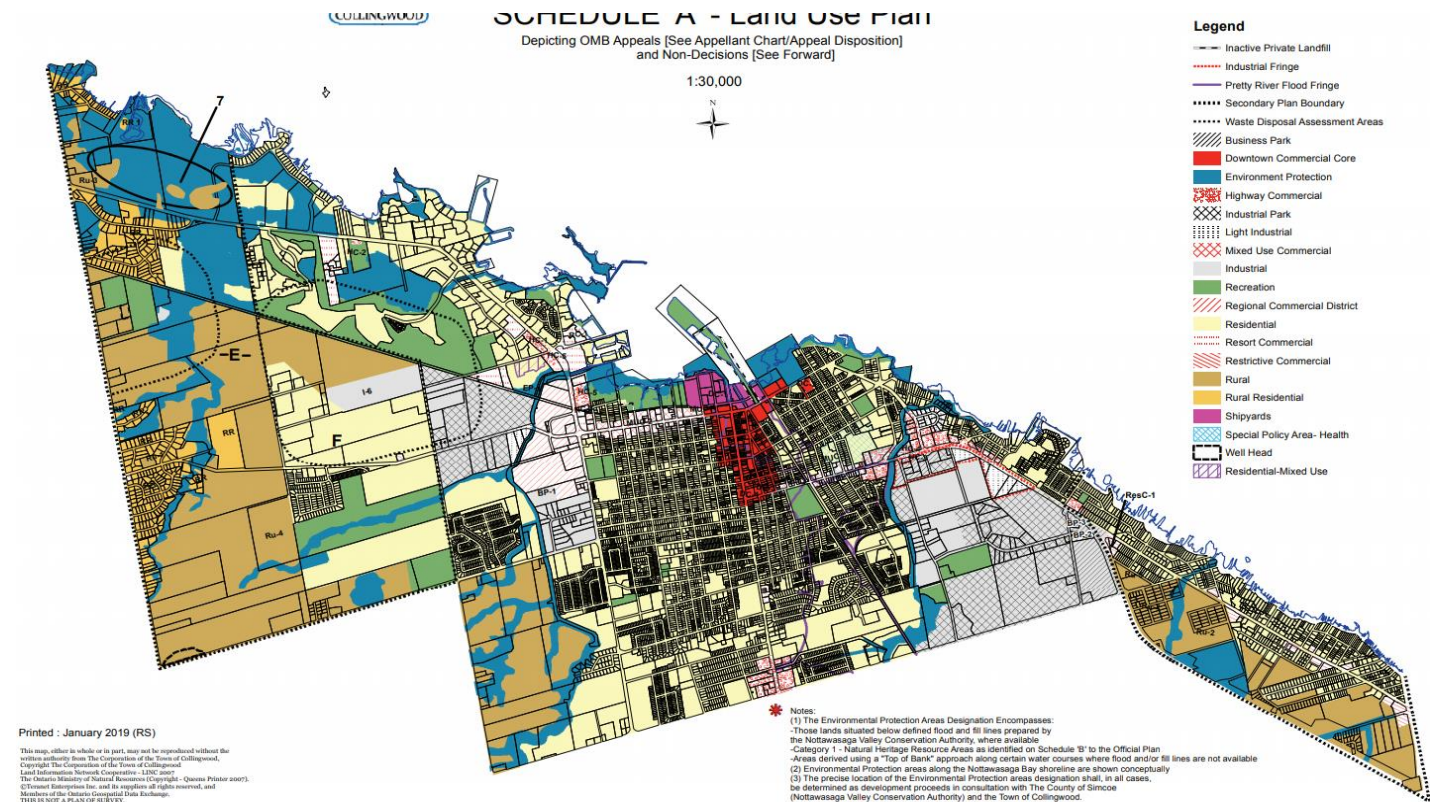 COLLINGWOOD
SCHEDULE 'A' - Land Use Plan
Depicting OMB Appeals [See Appellant Chart/Appeal Disposition]
and Non-Decisions [See Forward]
1:30,000
N
Legend
Inactive Private Landfill
Industrial Fringe
Pretty River Flood Fringe
Secondary Plan Boundary
Waste Disposal Assessment Areas
Business Park
Downtown Commercial Core
Environment Protection
Highway Commercial
Industrial Park
Light Industrial
Mixed Use Commercial
Industrial
Recreation
Regional Commercial District
Residential
Resort Commercial
Restrictive Commercial
Rural
Rural Residential
Shipyards
Special Policy Area- Health
Well Head
Residential-Mixed Use
7
RR 1
Ru-3
-E-
I-6
F
RR
Ru-4
BP-1
ResC-1
Ru-2
Printed : January 2019 (RS)
This map, either in whole or in part, may not be reproduced without the
written authority from The Corporation of the Town of Collingwood,
Copyright The Corporation of the Town of Collingwood
Land Information Network Cooperative - LINC 2007
The Ontario Ministry of Natural Resources (Copyright - Queens Printer 2007).
©Teranet Enterprises Inc. and its suppliers all rights reserved, and
Members of the Ontario Geospatial Data Exchange.
THIS IS NOT A PLAN OF SURVEY
Notes:
(1) The Environmental Protection Areas Designation Encompasses:
-Those lands situated below defined flood and fill lines prepared by
the Nottawasaga Valley Conservation Authority, where available
-Category 1 - Natural Heritage Resource Areas as identified on Schedule 'B' to the Official Plan
-Areas derived using a "Top of Bank" approach along certain water courses where flood and/or fill lines are not available
(2) Environmental Protection areas along the Nottawasaga Bay shoreline are shown conceptually
(3) The precise location of the Environmental Protection areas designation shall, in all cases,
be determined as development proceeds in consultation with The County of Simcoe
(Nottawasaga Valley Conservation Authority) and the Town of Collingwood.